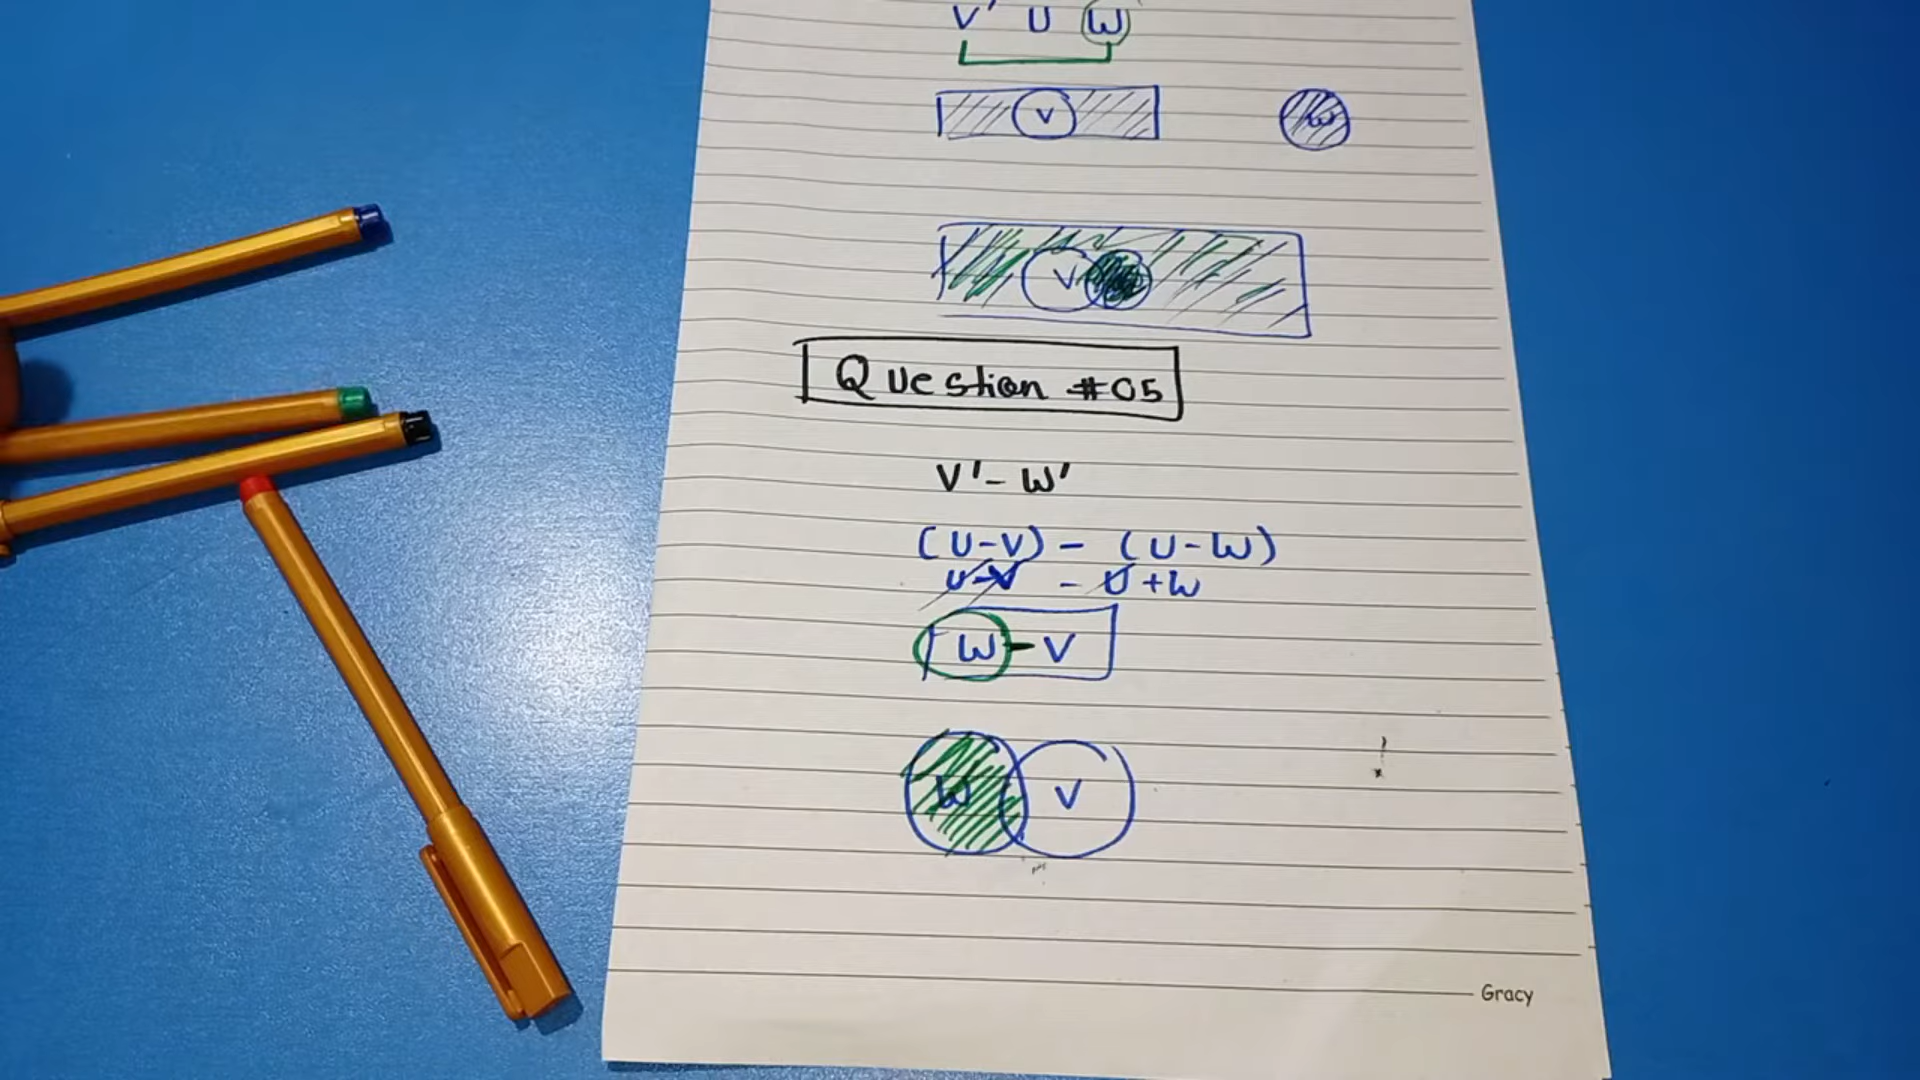 V' U W
V
W
V
Question #05
V' - W'
(U-V) - (U-W)
U-V - U+W
W-V
W V
Gracy